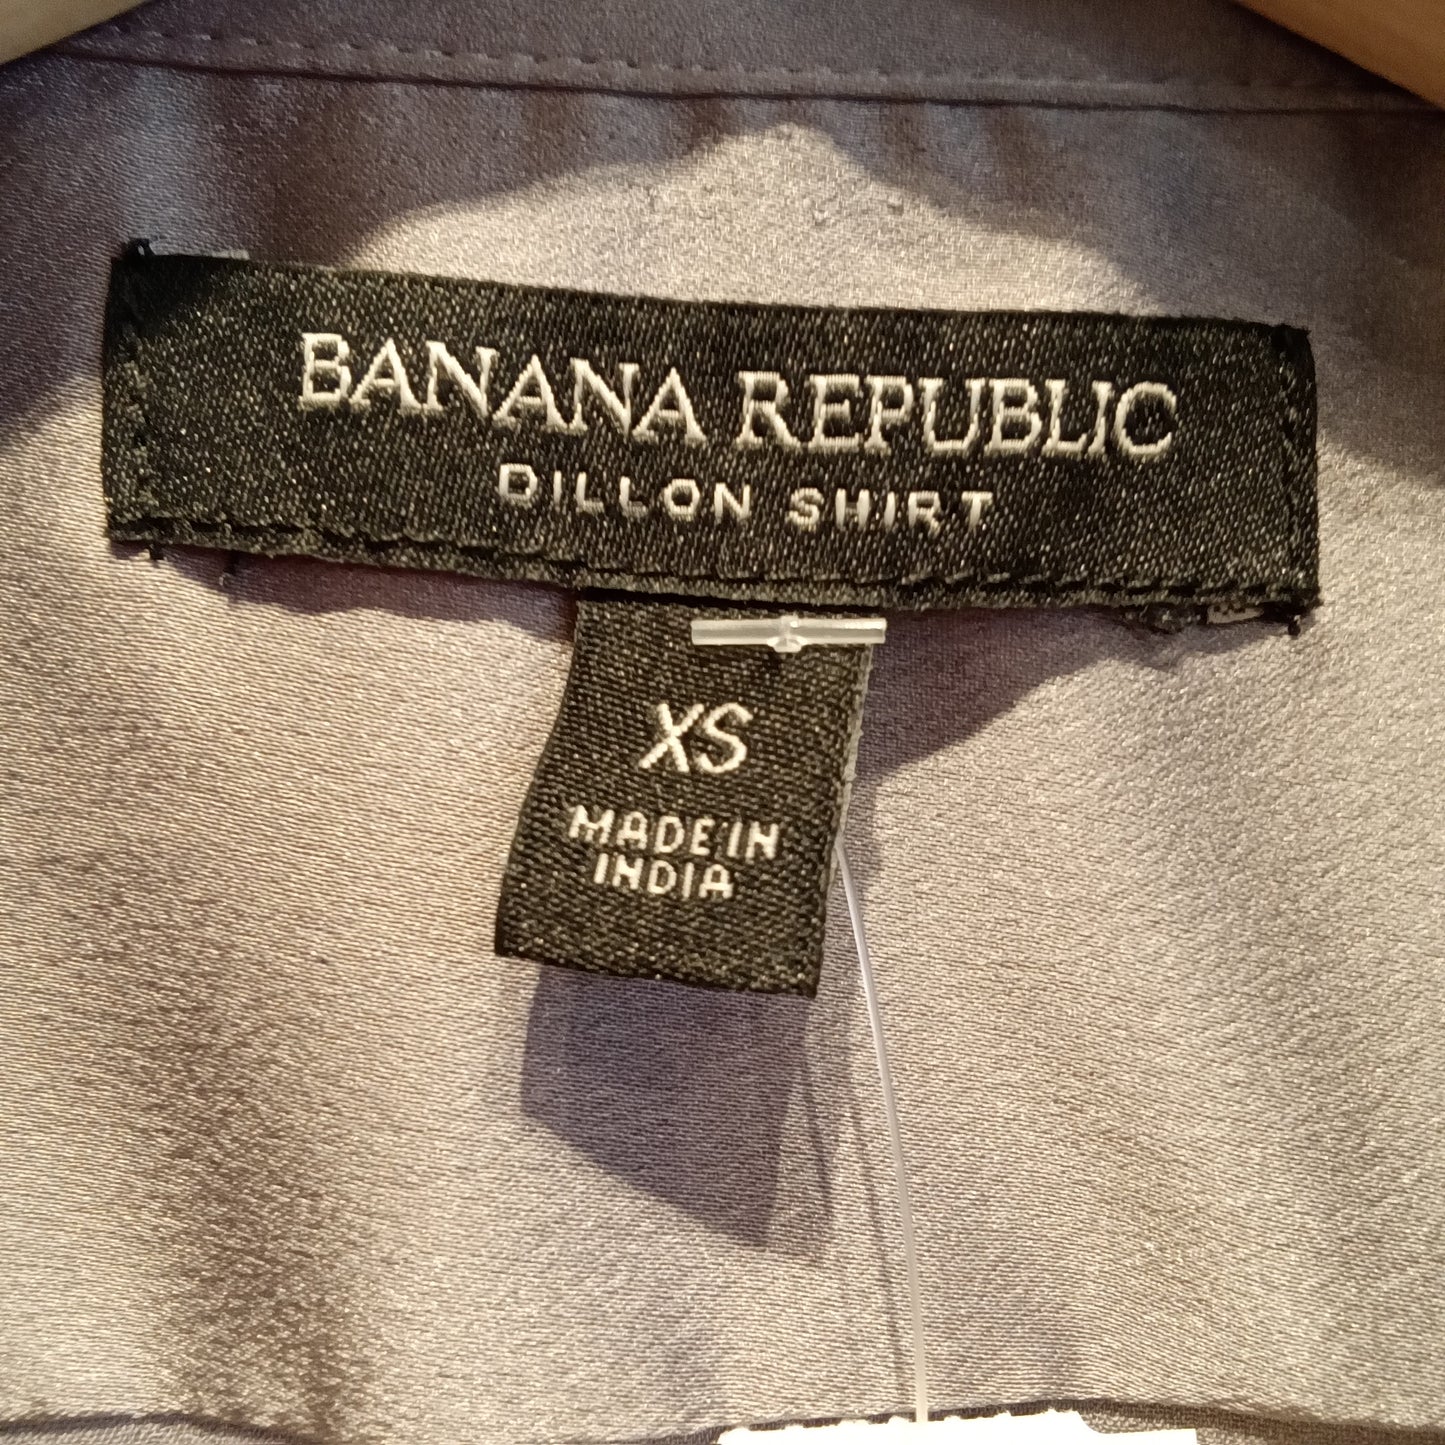 BANANA REPUBLIC
DILLON SHIRT
XS
MADE IN
INDIA